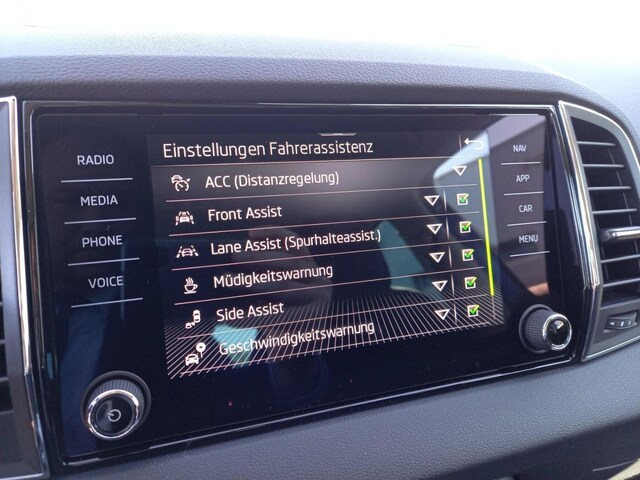 Einstellungen Fahrerassistenz
RADIO
MEDIA
PHONE
VOICE
ACC (Distanzregelung)
Front Assist
Lane Assist (Spurhalteassist.)
Müdigkeitswarnung
Side Assist
Geschwindigkeitswarnung
NAV
APP
CAR
MENU